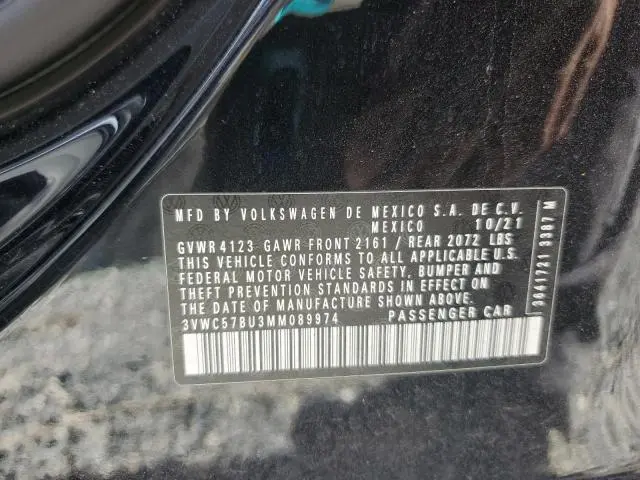 MFD BY VOLKSWAGEN DE MEXICO S.A. DE C.V.
MEXICO 10/21
GVWR 4123 GAWR FRONT 2161 / REAR 2072 LBS
THIS VEHICLE CONFORMS TO ALL APPLICABLE U.S.
FEDERAL MOTOR VEHICLE SAFETY, BUMPER AND
THEFT PREVENTION STANDARDS IN EFFECT ON
THE DATE OF MANUFACTURE SHOWN ABOVE.
3VWC57BU3MM089974 PASSENGER CAR
3641721 3387 M